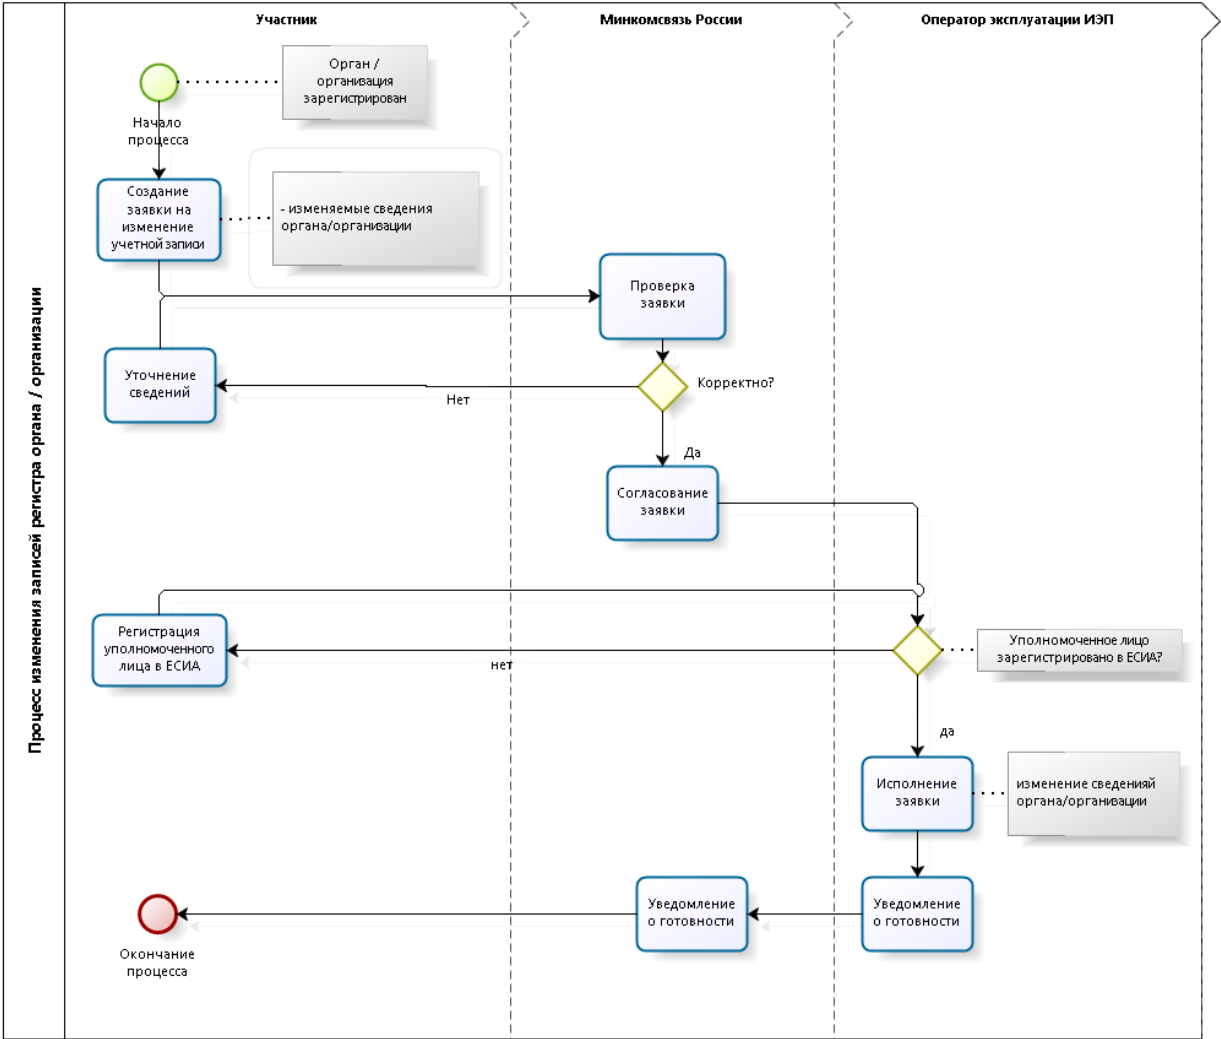 Участник
Минкомсвязь России
Оператор эксплуатации ИЭП
Процесс изменения записей регистра органа / организации
Орган /
организация
зарегистрирован
Начало
процесса
Создание
заявки на
изменение
учетной записи
- изменяемые сведения
органа/организации
Проверка
заявки
Уточнение
сведений
Корректно?
Нет
Да
Согласование
заявки
Регистрация
уполномоченного
лица в ЕСИА
Уполномоченное лицо
зарегистрировано в ЕСИА?
нет
да
Исполнение
заявки
изменение сведенияй
органа/организации
Уведомление
о готовности
Уведомление
о готовности
Окончание
процесса